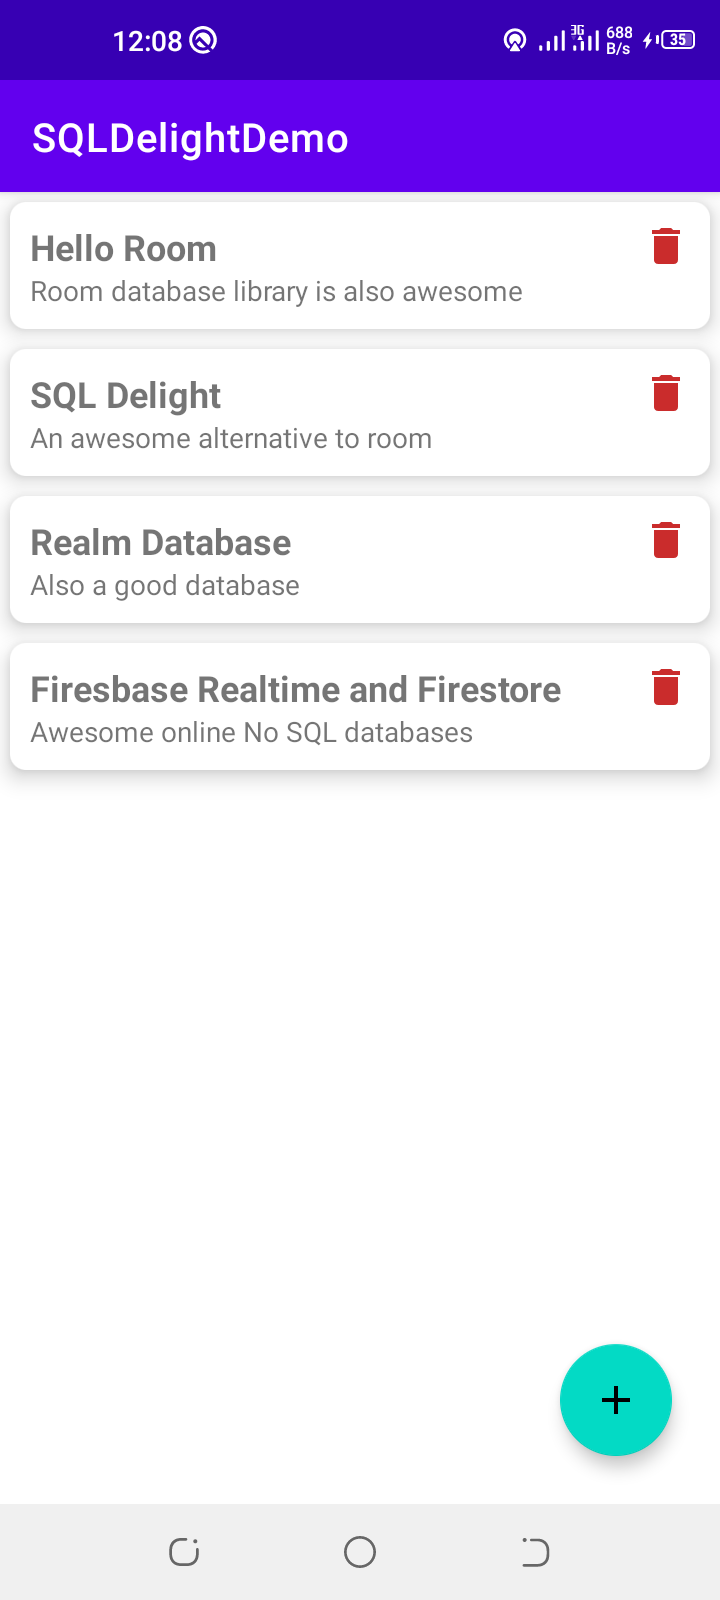 12:08
3G
688
B/s
35
SQLDelightDemo
Hello Room
Room database library is also awesome
SQL Delight
An awesome alternative to room
Realm Database
Also a good database
Firesbase Realtime and Firestore
Awesome online No SQL databases